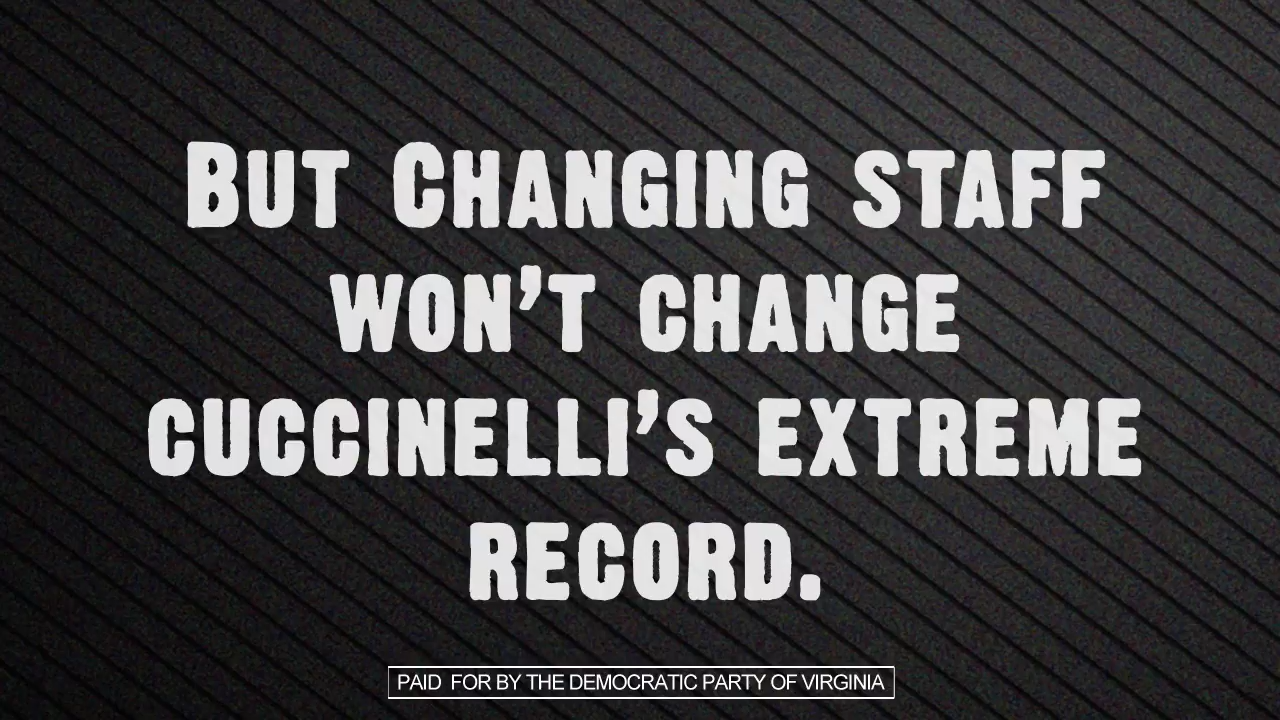 But Changing staff
won't change
Cuccinelli's extreme
record.
PAID FOR BY THE DEMOCRATIC PARTY OF VIRGINIA